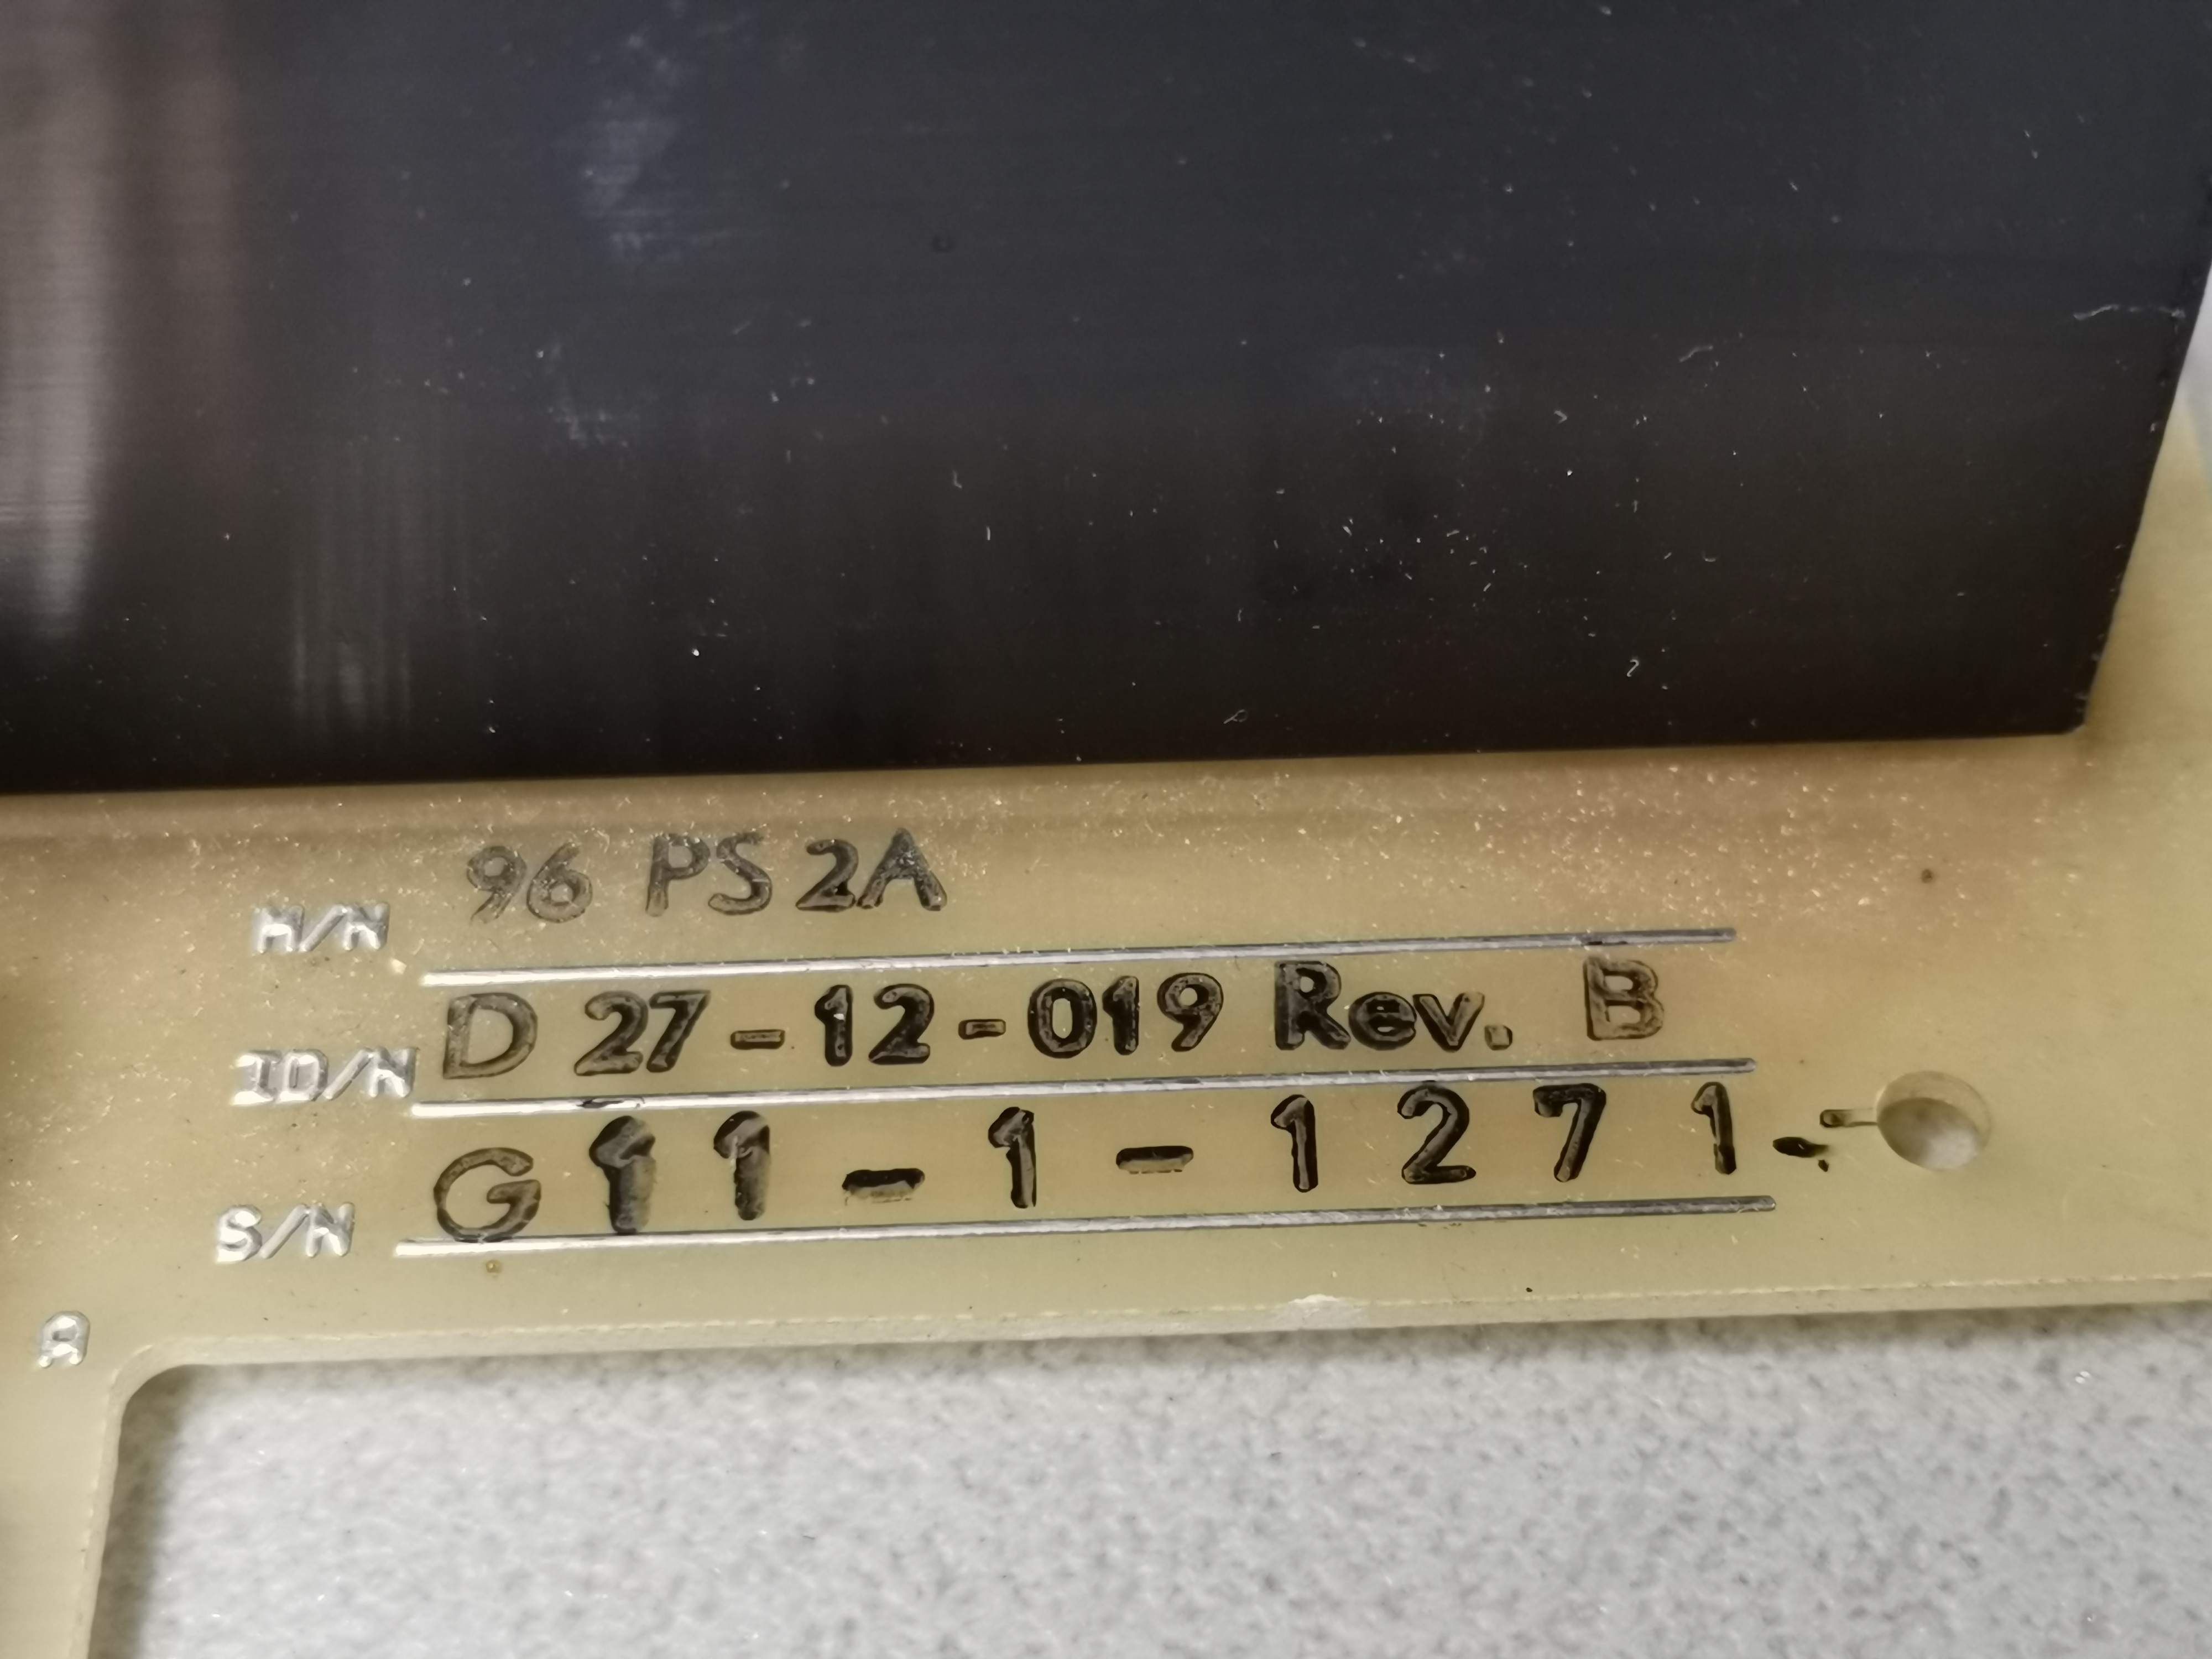 M/N 96 PS 2A
ID/N D 27-12-019 Rev. B
S/N G 11-1-1271
A